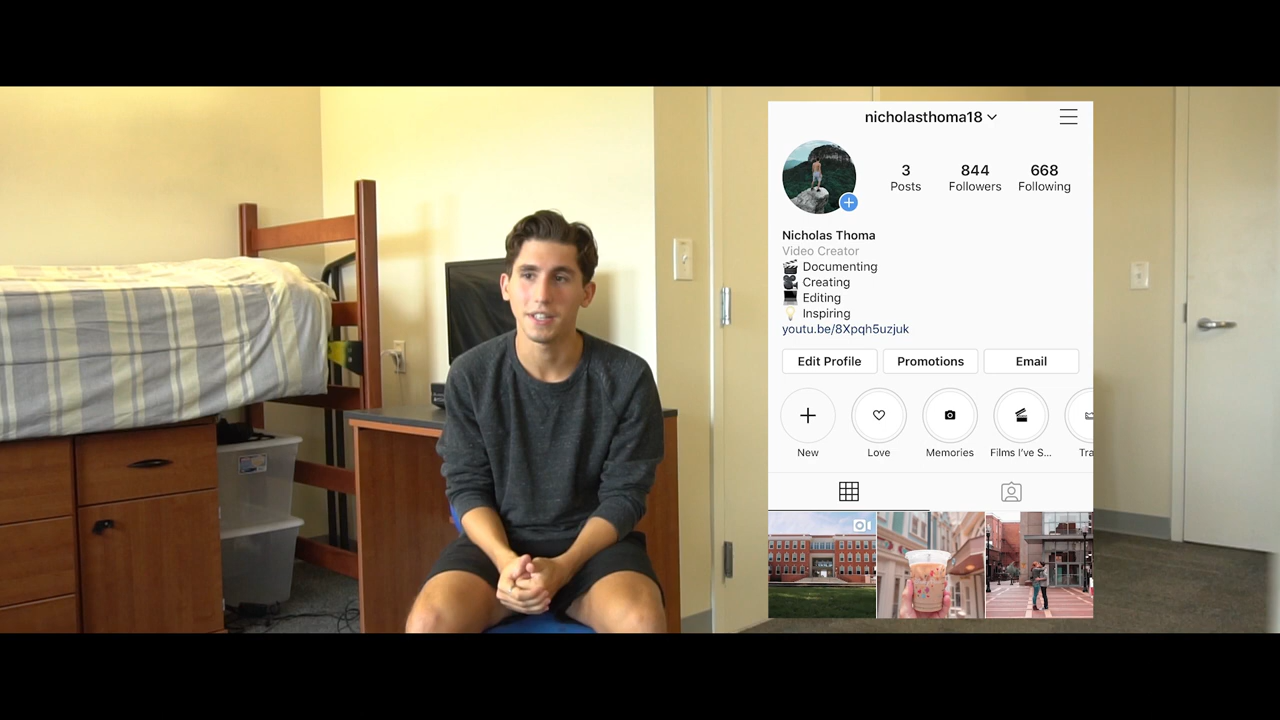 nicholasthoma18
3 844 668
Posts Followers Following
Nicholas Thoma
Video Creator
🎬 Documenting
🎥 Creating
💻 Editing
💡 Inspiring
youtu.be/8Xpqh5uzjuk
Edit Profile Promotions Email
New Love Memories Films I've S... Tra